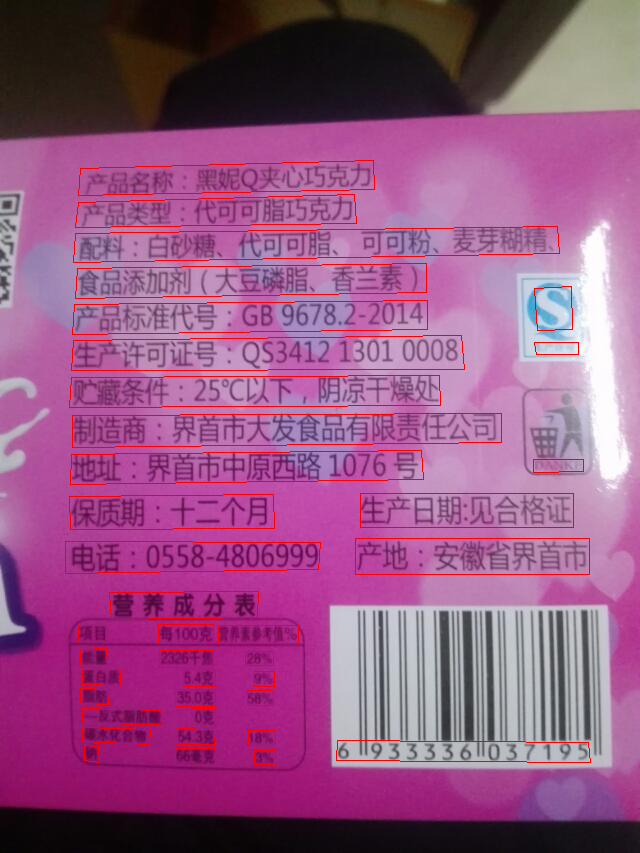 产品名称：黑妮Q夹心巧克力
产品类型：代可可脂巧克力
配料：白砂糖、代可可脂、可可粉、麦芽糊精、
食品添加剂（大豆磷脂、香兰素）
产品标准代号：GB 9678.2-2014
生产许可证号：QS3412 1301 0008
贮藏条件：25℃以下，阴凉干燥处
制造商：界首市大发食品有限责任公司
地址：界首市中原西路 1076 号
保质期：十二个月 生产日期:见合格证
电话：0558-4806999 产地：安徽省界首市
营养成分表
项目 每100克 营养素参考值%
能量 2326千焦 28%
蛋白质 5.4克 9%
脂肪 35.0克 58%
---反式脂肪酸 0克
碳水化合物 54.3克 18%
钠 66毫克 3%
S
DANKE
6 933336 037195